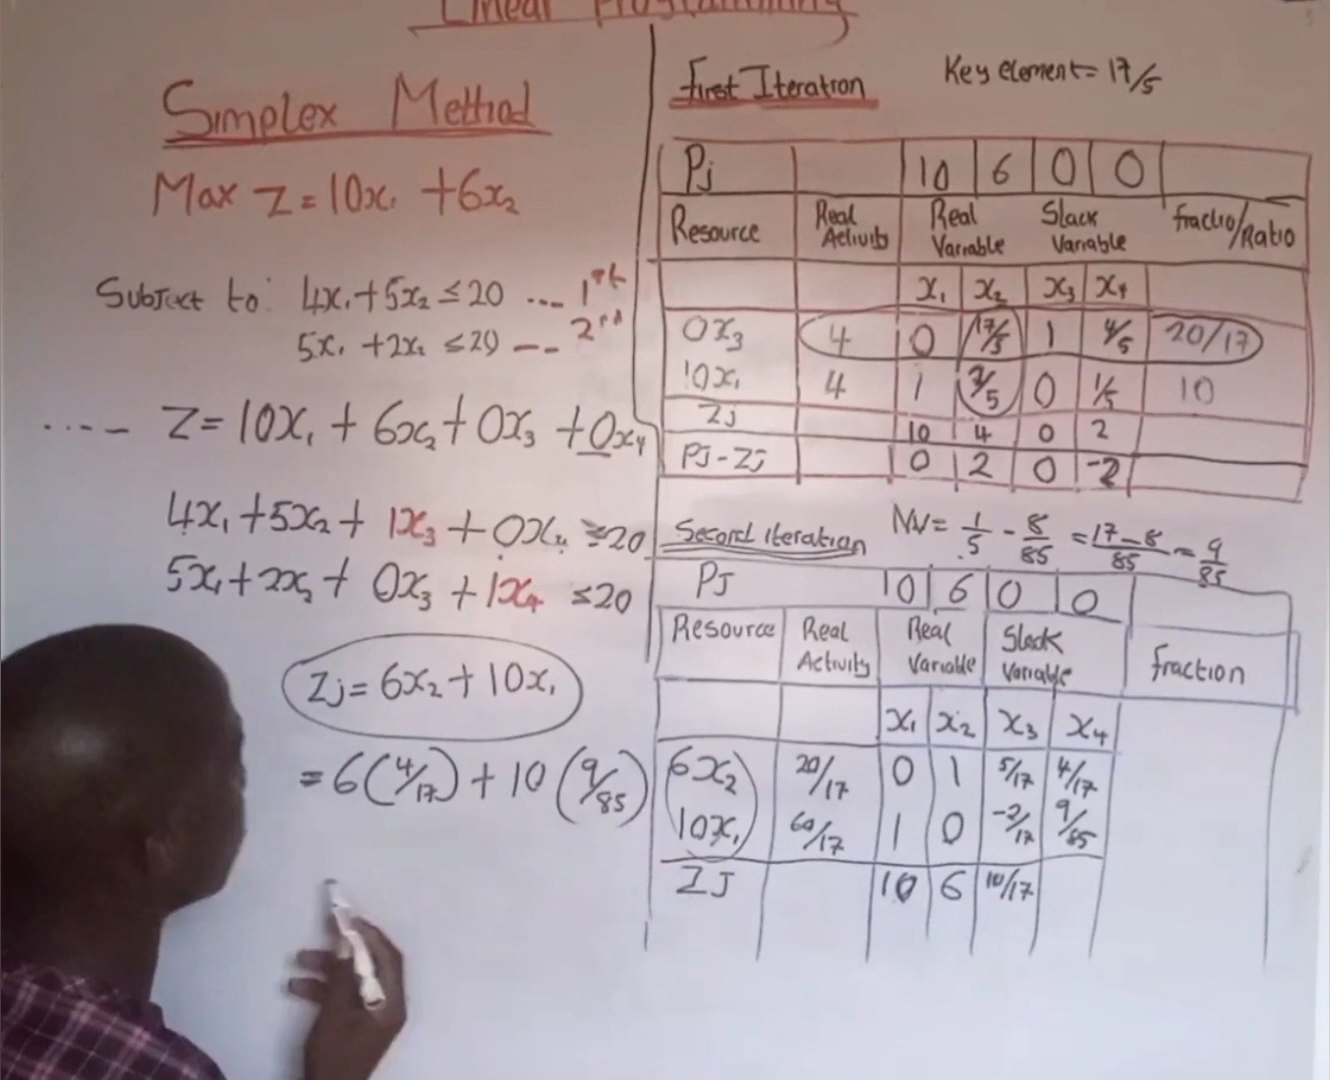 Linear Programming
Simplex Method
Max Z = 10x₁ + 6x₂
Subject to: 4x₁ + 5x₂ ≤ 20 ... 1st
5x₁ + 2x₂ ≤ 20 -- 2nd
---- Z = 10x₁ + 6x₂ + 0x₃ + 0x₄
4x₁ + 5x₂ + 1x₃ + 0x₄ ≤ 20
5x₁ + 2x₂ + 0x₃ + 1x₄ ≤ 20
Zj = 6x₂ + 10x₁
= 6(4/17) + 10(9/85)
First Iteration Key element = 17/5
Pj 10 6 0 0
Resource Real Activity Real Variable Slack Variable fractio/Ratio
x₁ x₂ x₃ x₄
0x₃ 4 0 17/5 1 4/5 20/17
10x₁ 4 1 2/5 0 1/5 10
Zj 10 4 0 2
Pj-Zj 0 2 0 -2
Second iteration NV = 1/5 - 8/85 = 17-8/85 = 9/85
PJ 10 6 0 0
Resource Real Activity Real Variable Slack Variable fraction
x₁ x₂ x₃ x₄
6x₂ 20/17 0 1 5/17 4/17
10x₁ 60/17 1 0 -2/17 9/85
ZJ 10 6 10/17